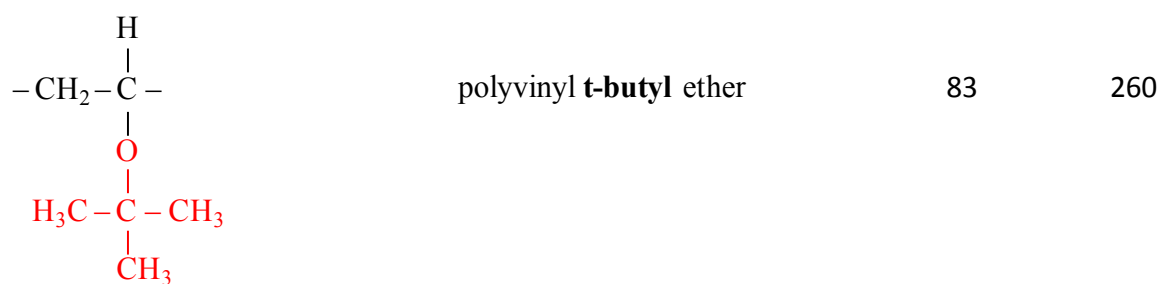 H
–CH₂–C– polyvinyl t-butyl ether 83 260
O
H₃C–C–CH₃
CH₃